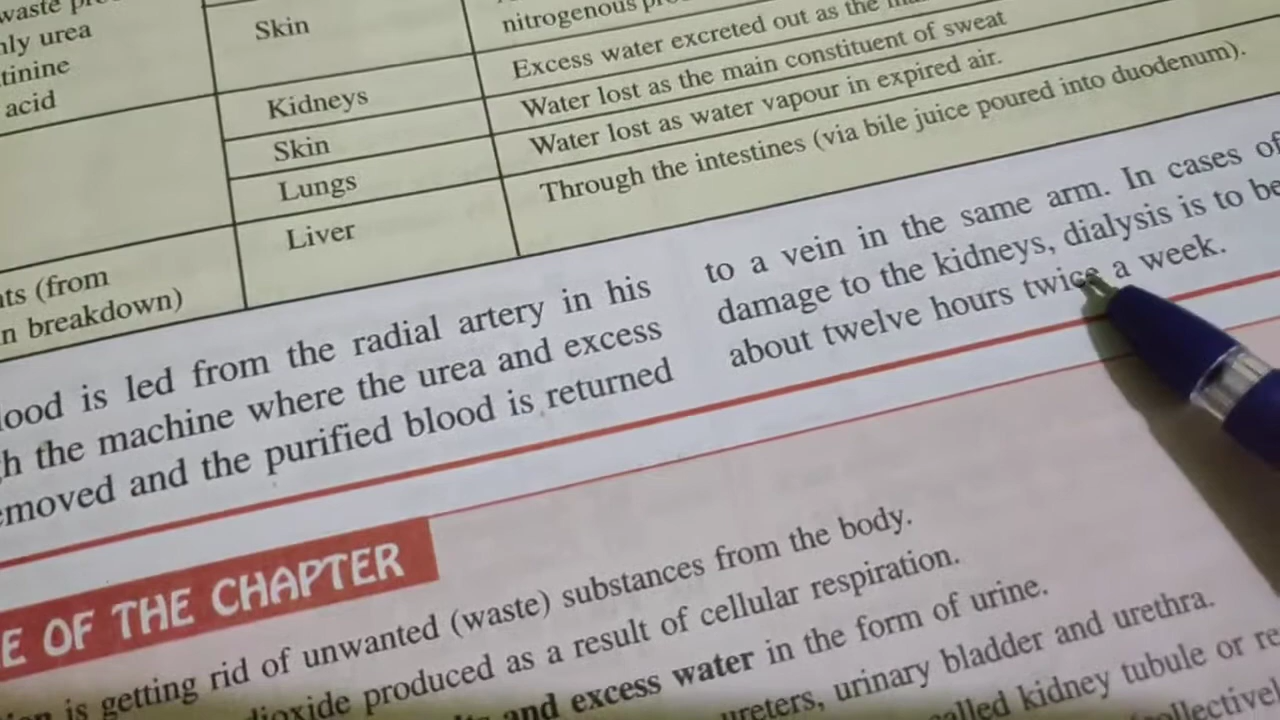 waste
Skin
nitrogenous
urea
Excess water excreted out as the
tinine
Kidneys
Water lost as the main constituent of sweat
acid
Skin
Water lost as water vapour in expired air.
Lungs
Through the intestines (via bile juice poured into duodenum).
Liver
(from
breakdown)
is led from the radial artery in his
the machine where the urea and excess
and the purified blood is returned
to a vein in the same arm. In cases of
damage to the kidneys, dialysis is to be
about twelve hours twice a week.
OF THE CHAPTER
is getting rid of unwanted (waste) substances from the body.
produced as a result of cellular respiration.
and excess water in the form of urine.
ureters, urinary bladder and urethra.
called kidney tubule or